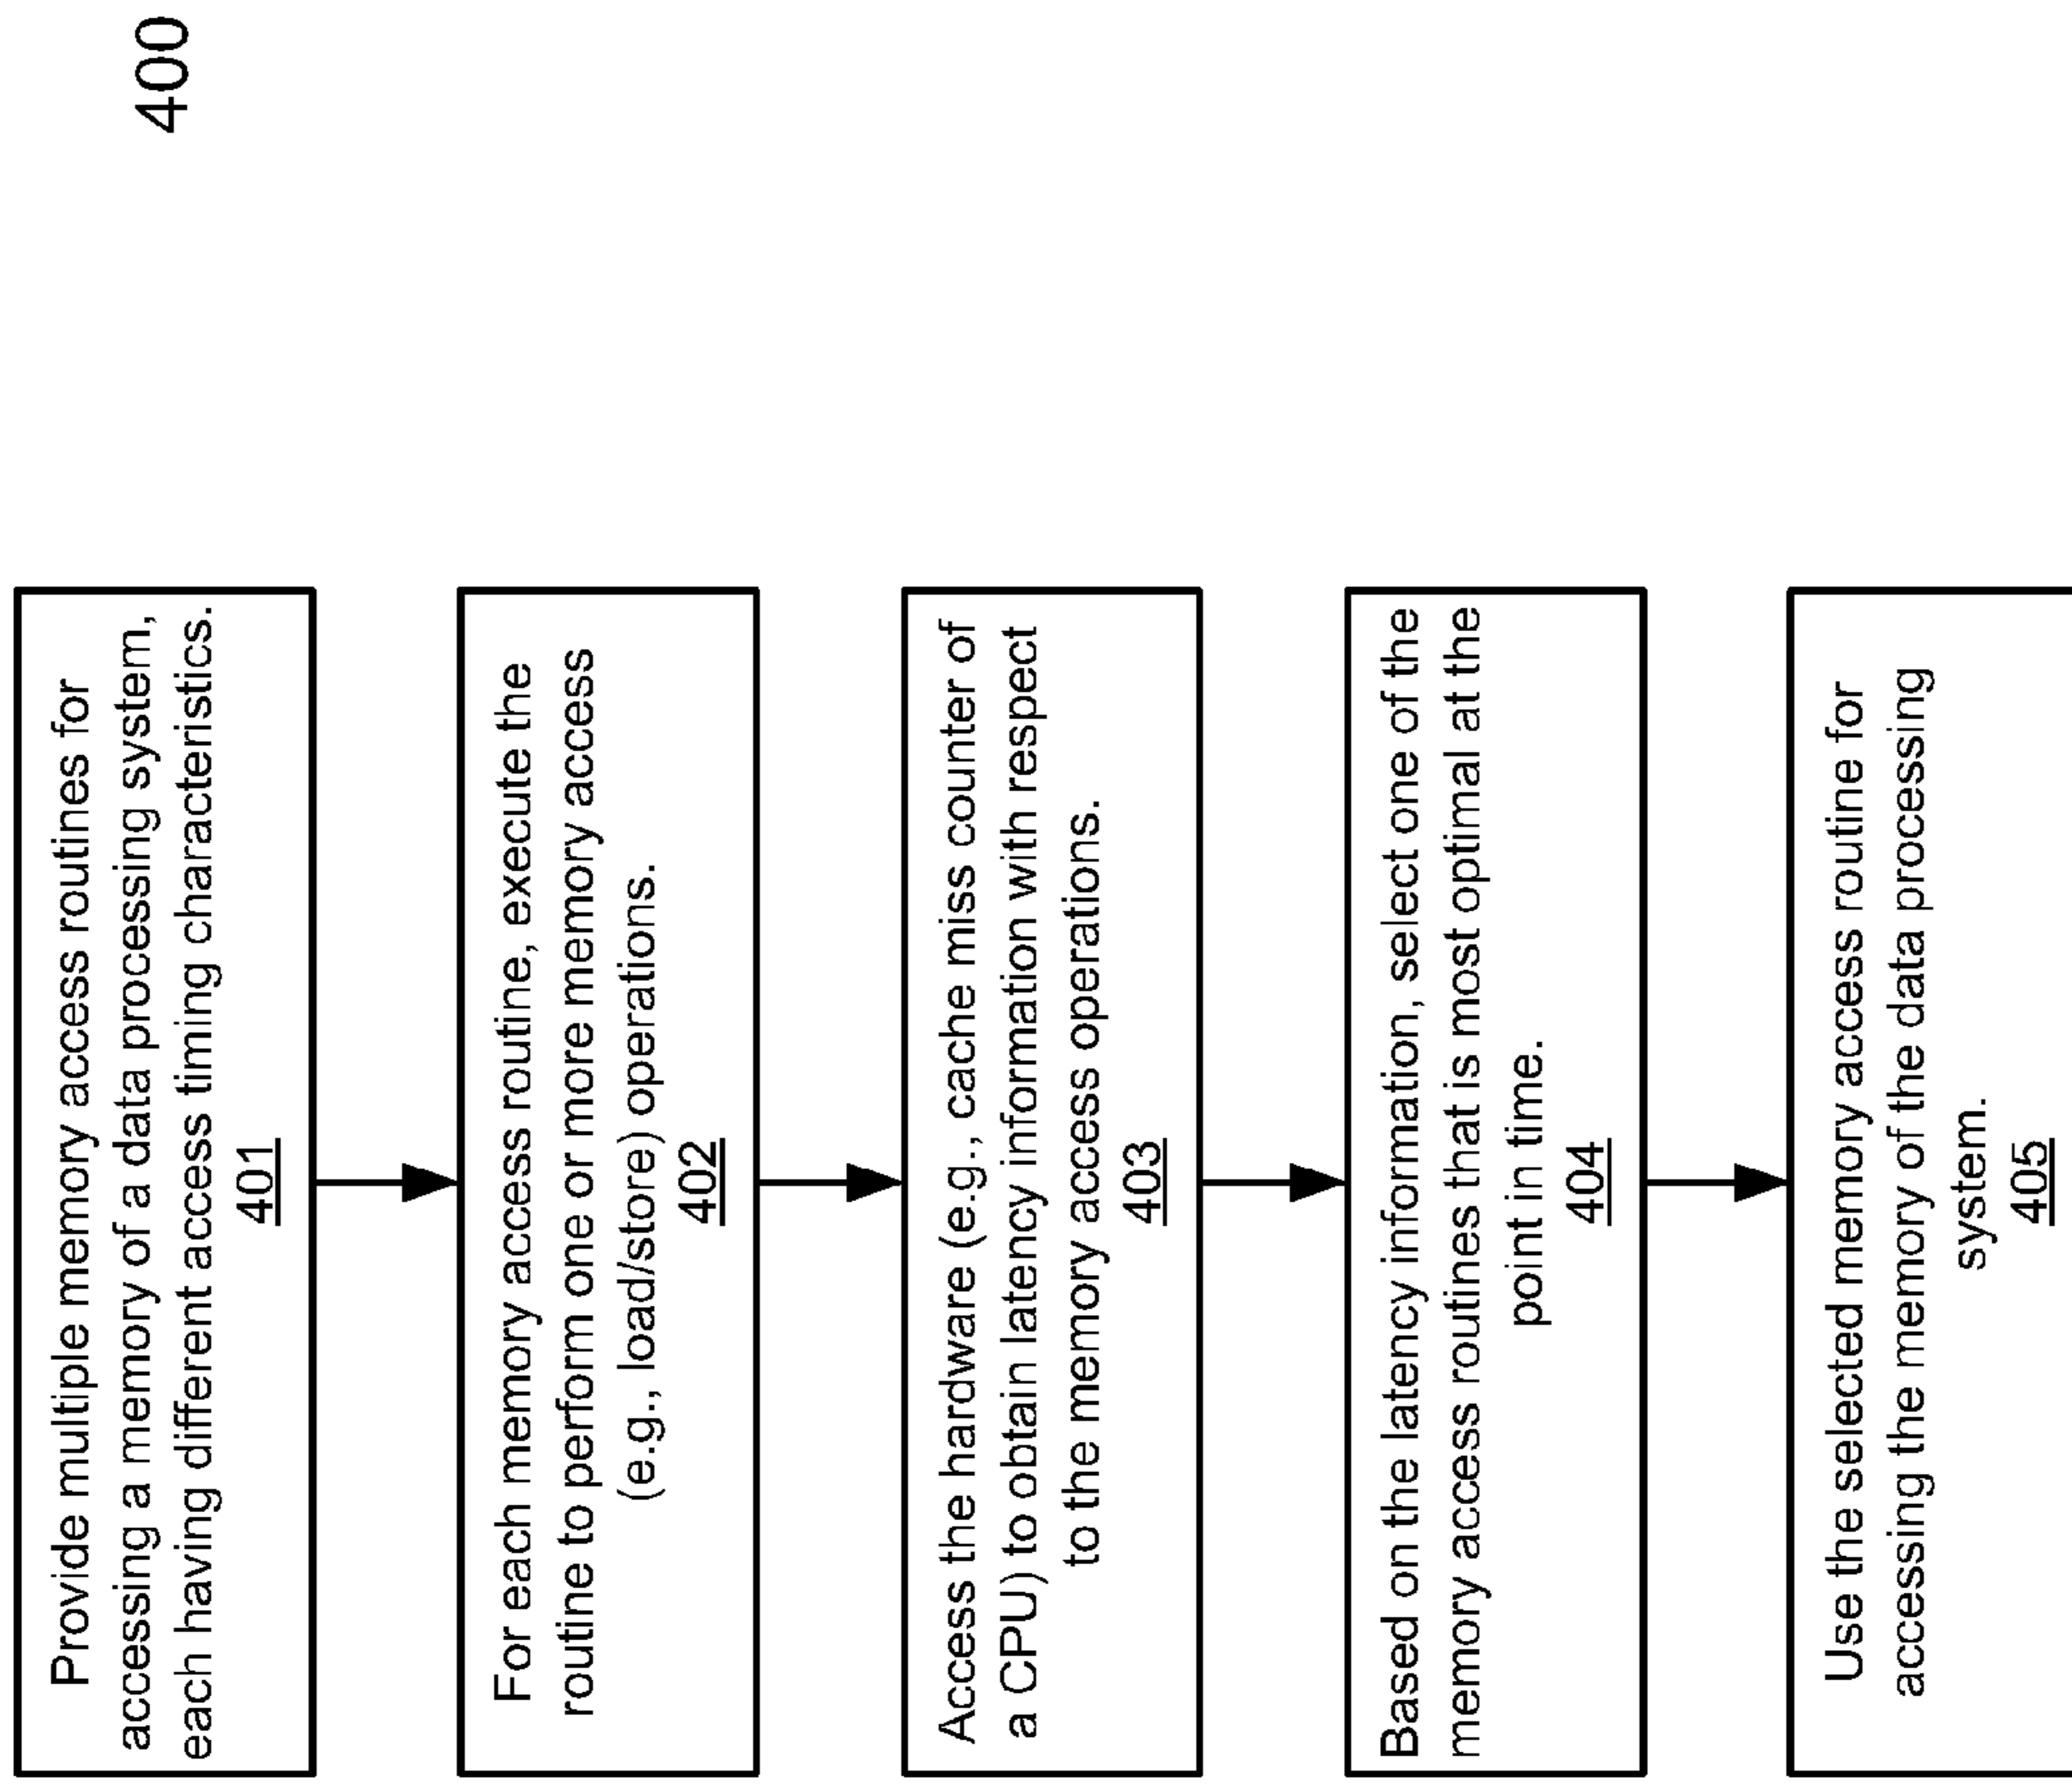 400
Provide multiple memory access routines for
accessing a memory of a data processing system,
each having different access timing characteristics.
401
For each memory access routine, execute the
routine to perform one or more memory access
(e.g., load/store) operations.
402
Access the hardware (e.g., cache miss counter of
a CPU) to obtain latency information with respect
to the memory access operations.
403
Based on the latency information, select one of the
memory access routines that is most optimal at the
point in time.
404
Use the selected memory access routine for
accessing the memory of the data processing
system.
405